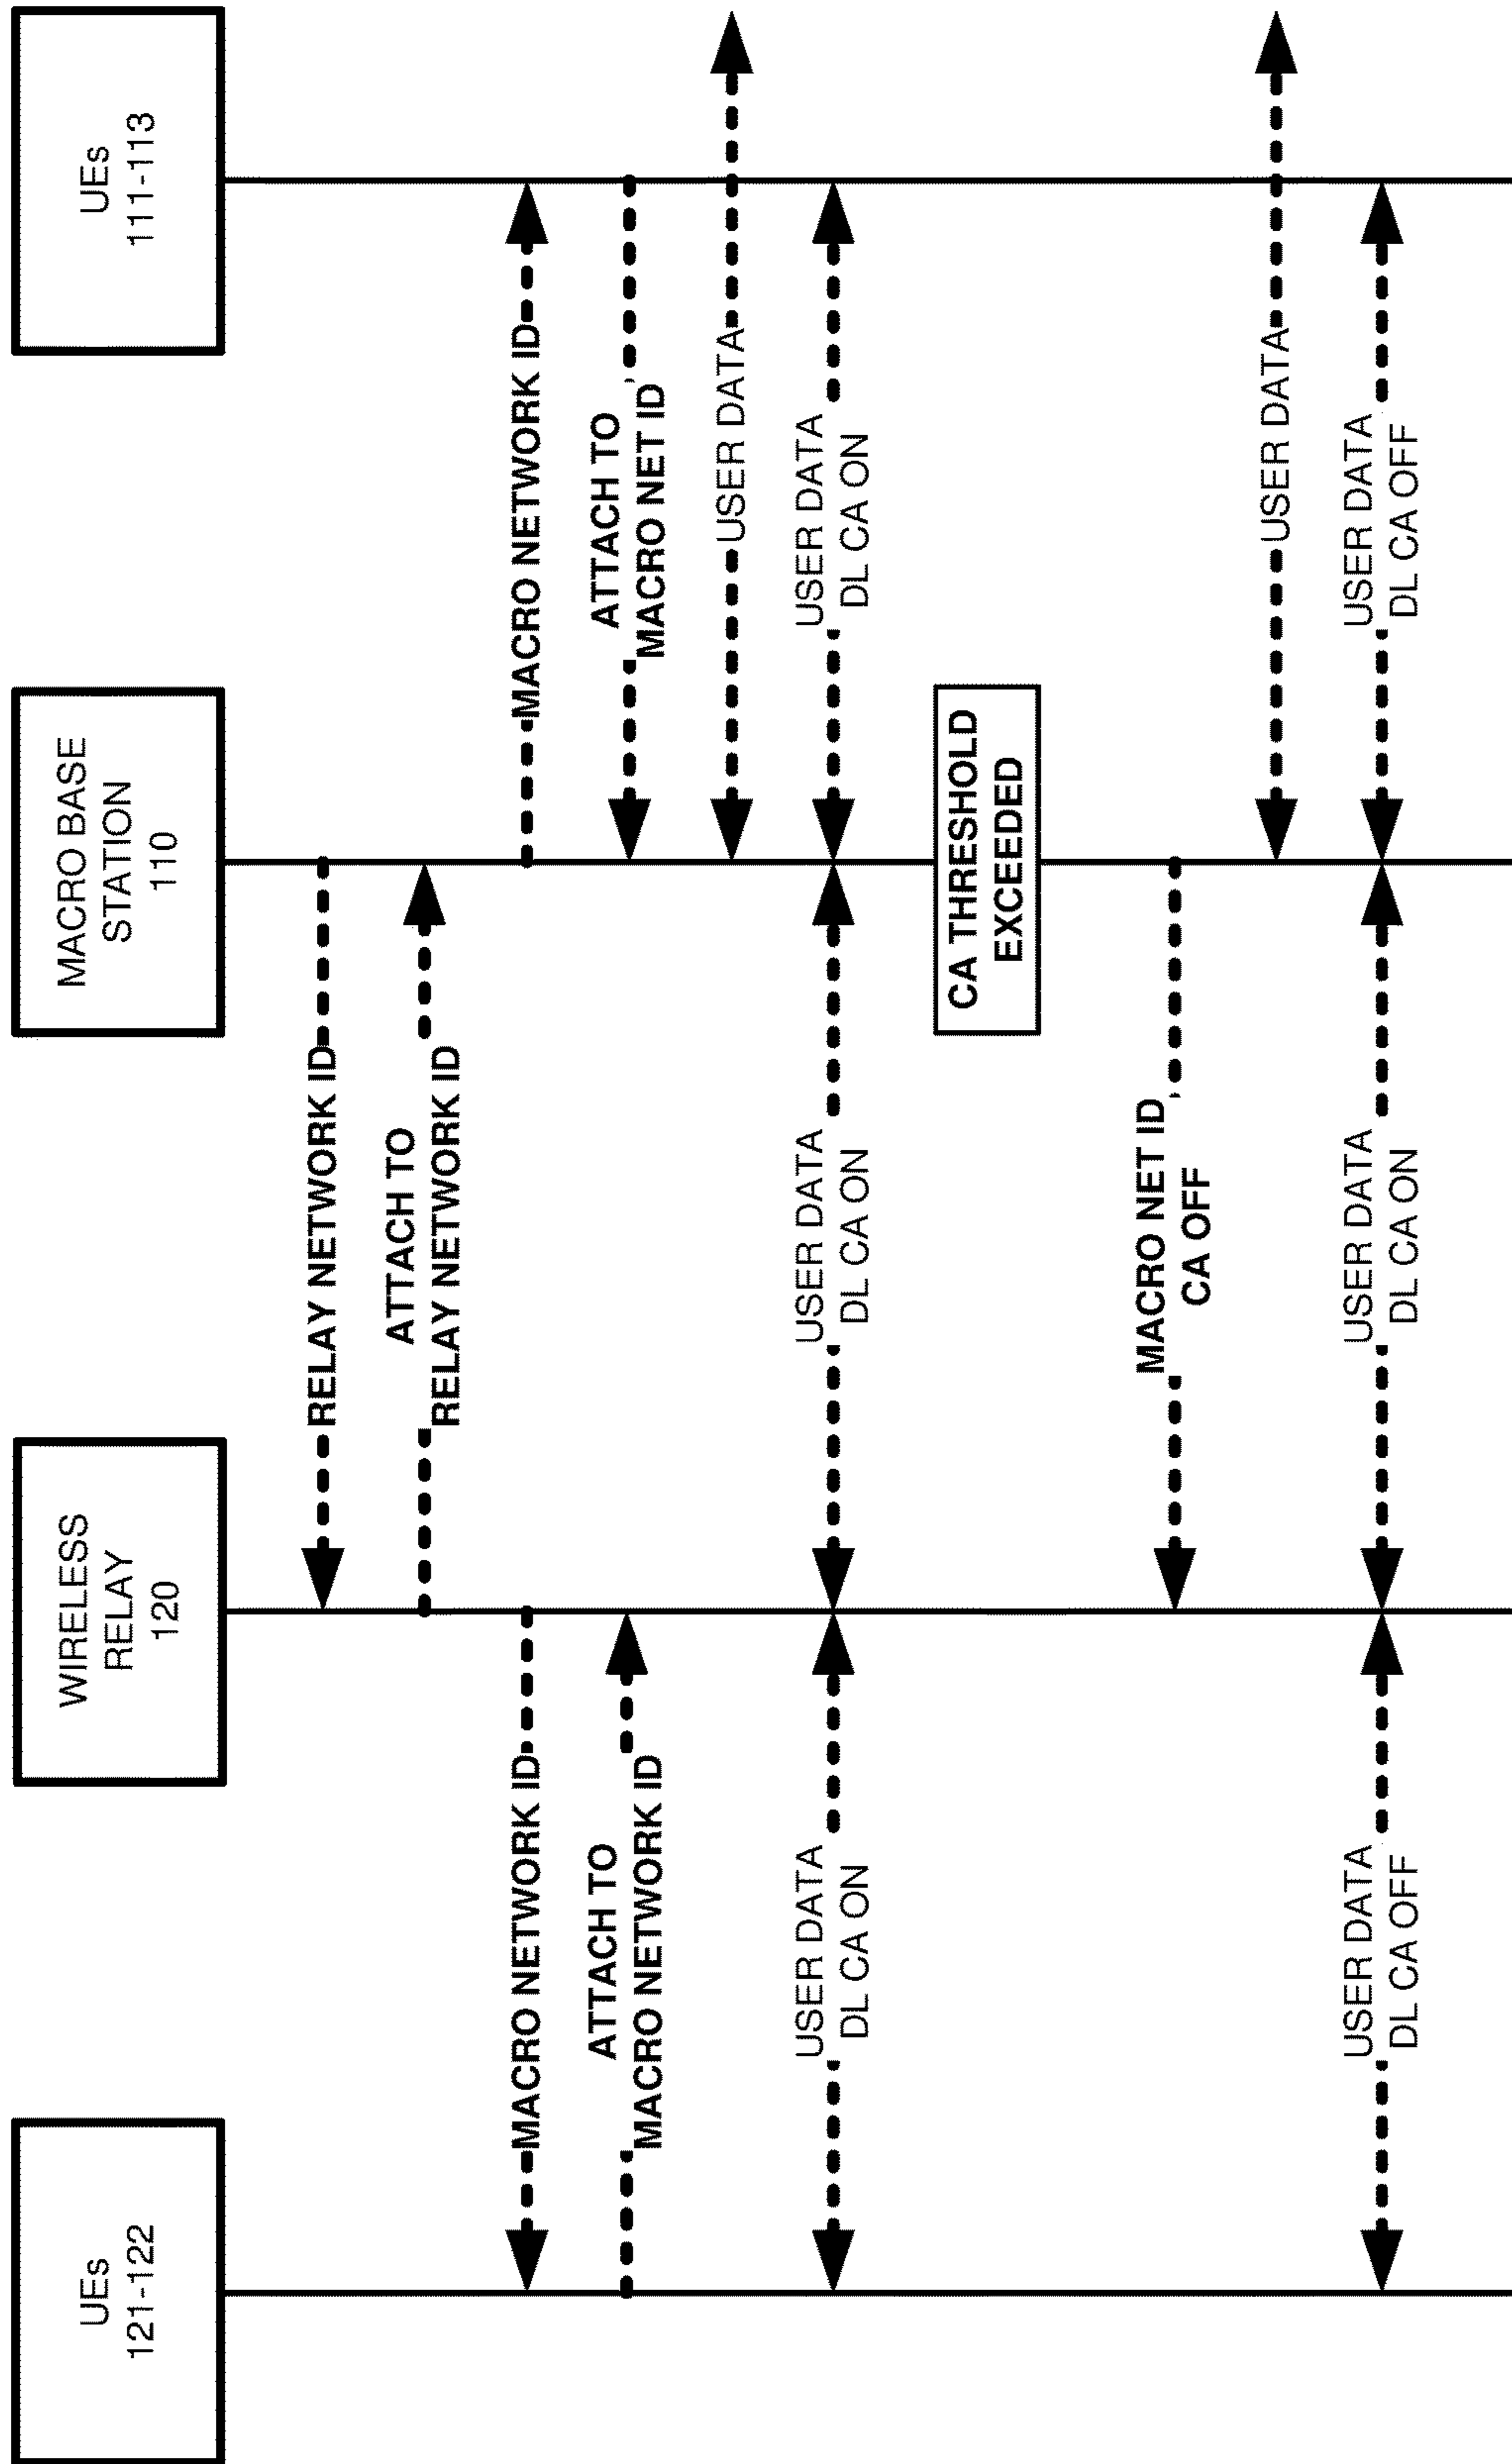 UEs
121-122
WIRELESS
RELAY
120
MACRO BASE
STATION
110
UEs
111-113
RELAY NETWORK ID
ATTACH TO
RELAY NETWORK ID
MACRO NETWORK ID
MACRO NETWORK ID
ATTACH TO
MACRO NETWORK ID
ATTACH TO
MACRO NET ID
USER DATA
USER DATA
DL CA ON
USER DATA
DL CA ON
USER DATA
DL CA ON
CA THRESHOLD
EXCEEDED
MACRO NET ID
CA OFF
USER DATA
USER DATA
DL CA OFF
USER DATA
DL CA ON
USER DATA
DL CA OFF